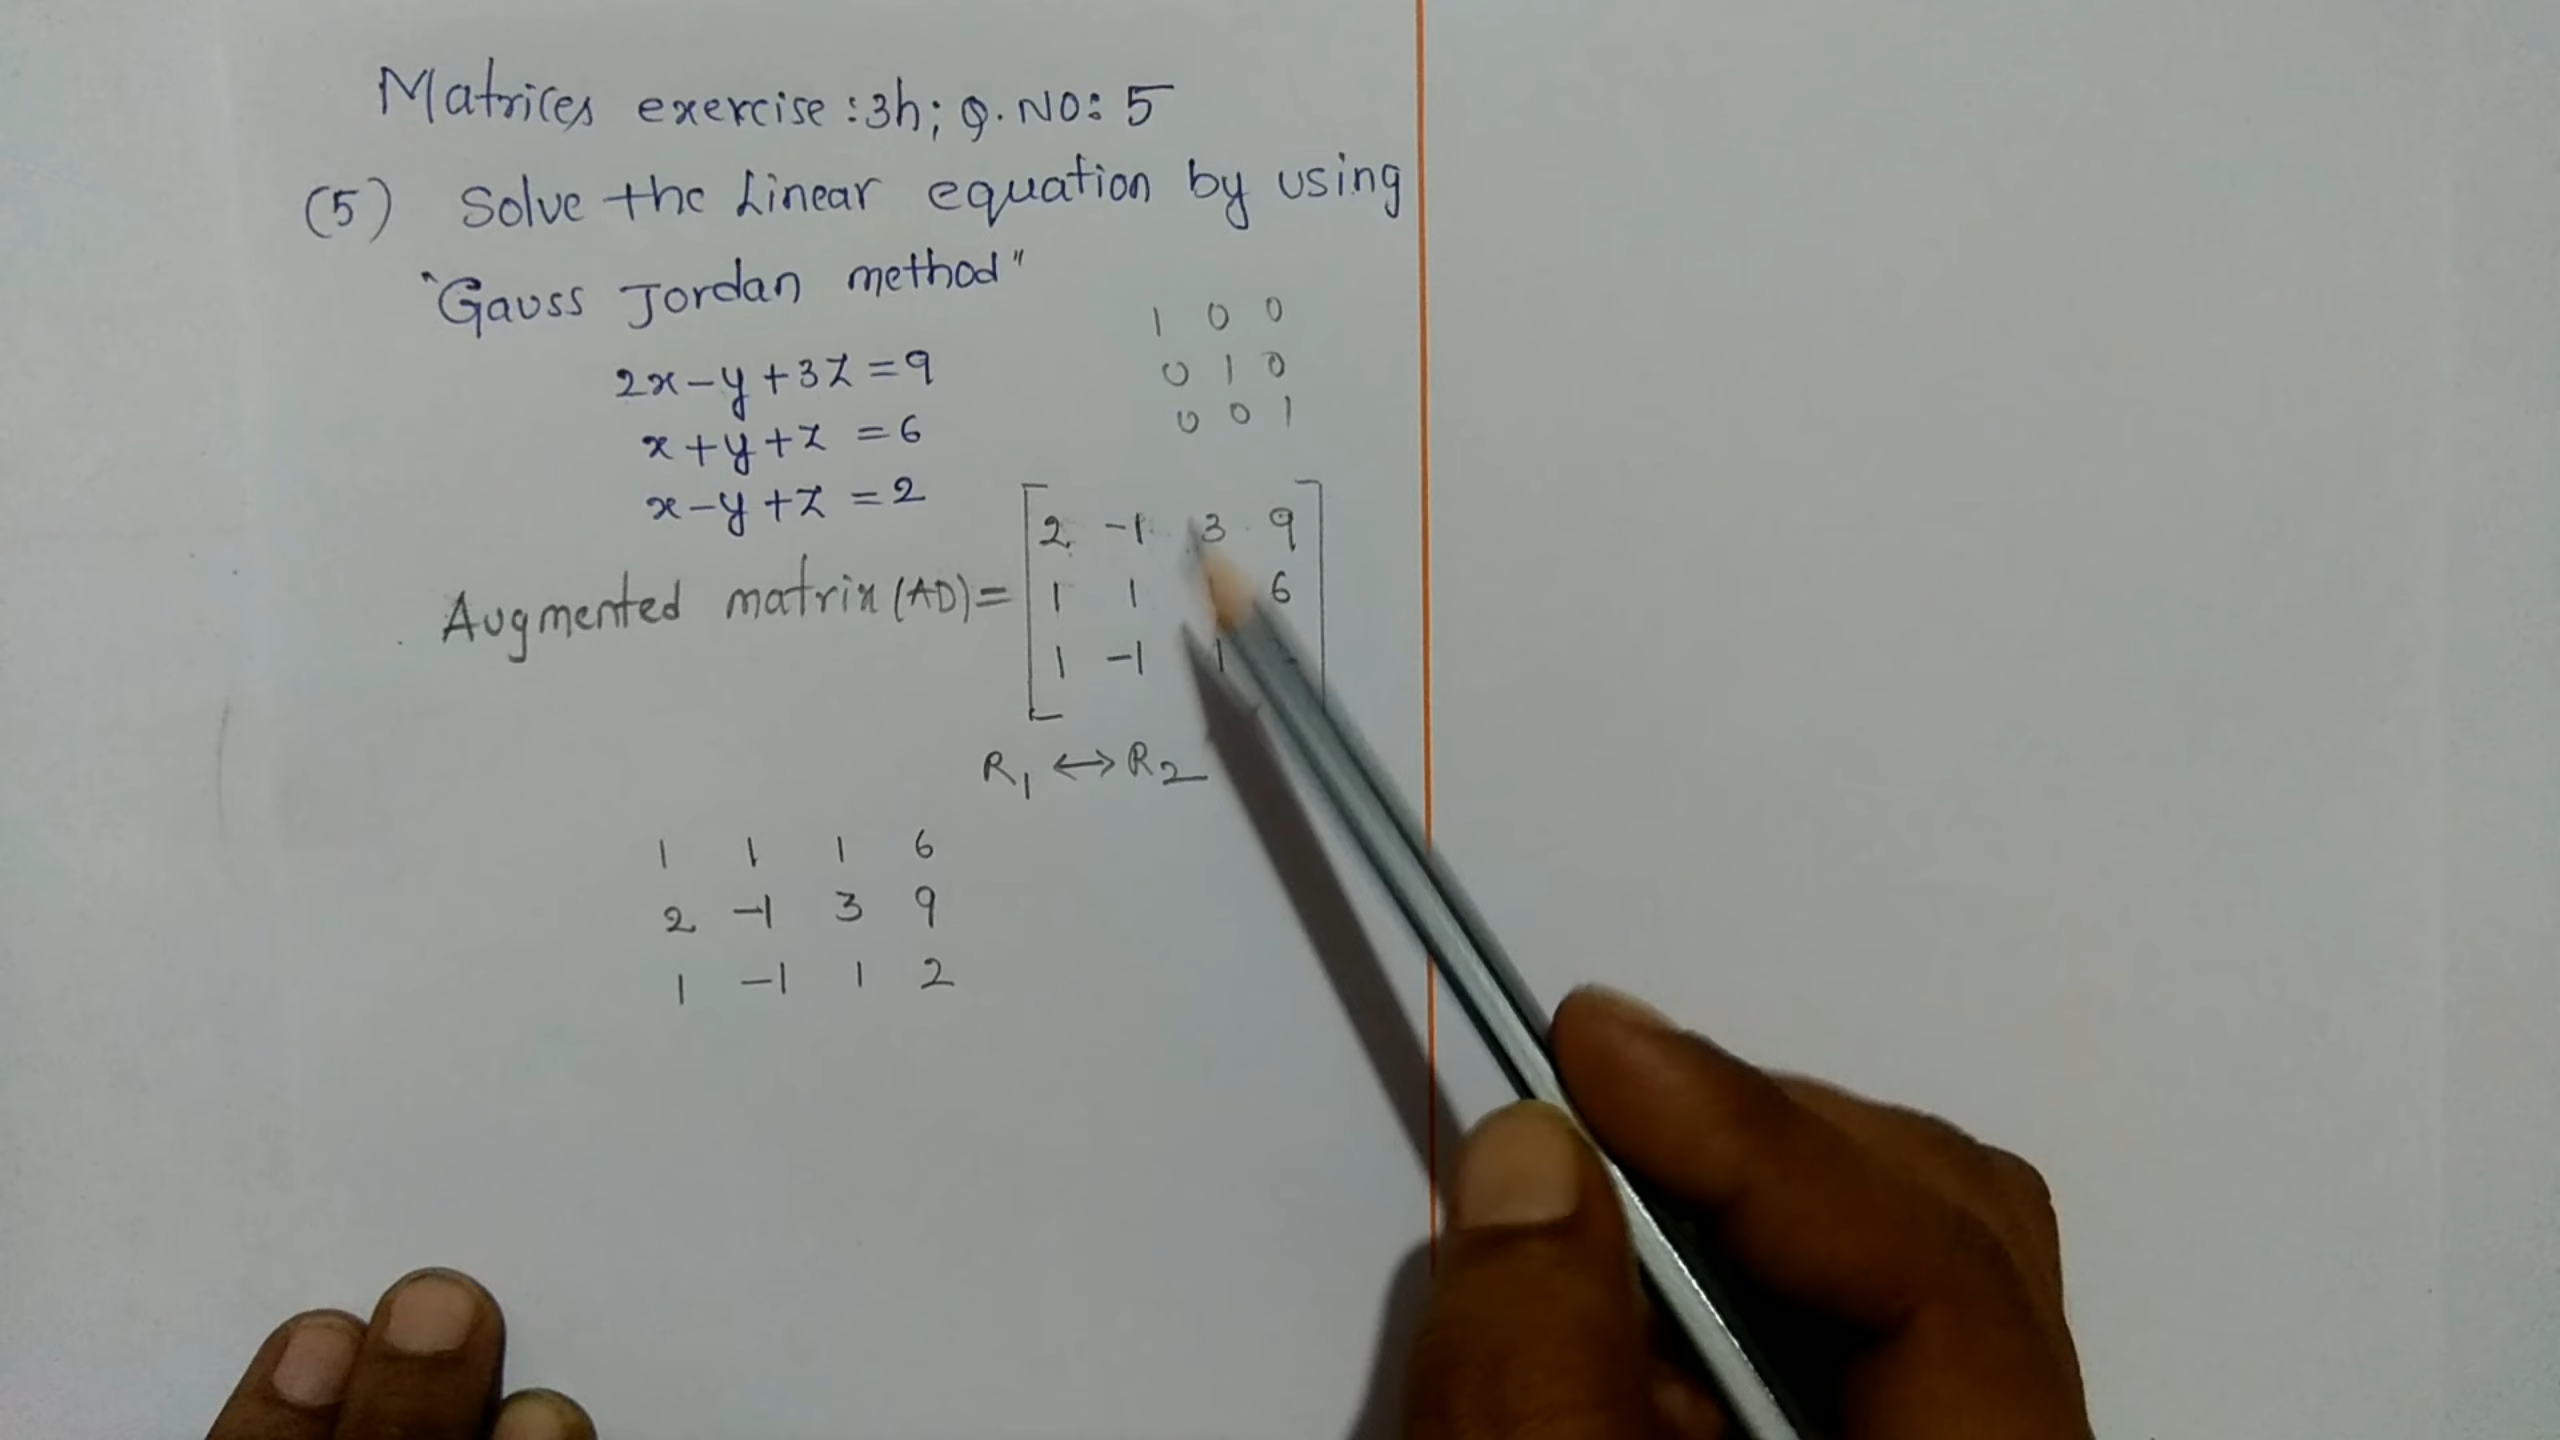 Matrices exercise:3h; Q.NO: 5
(5) Solve the Linear equation by using
"Gauss Jordan method"
2x-y+3z=9
x+y+z=6
x-y+z=2
1 0 0
0 1 0
0 0 1
Augmented matrix (AD)=
2 -1 3 9
1 1 1 6
1 -1 1
R1 ↔ R2
1 1 1 6
2 -1 3 9
1 -1 1 2